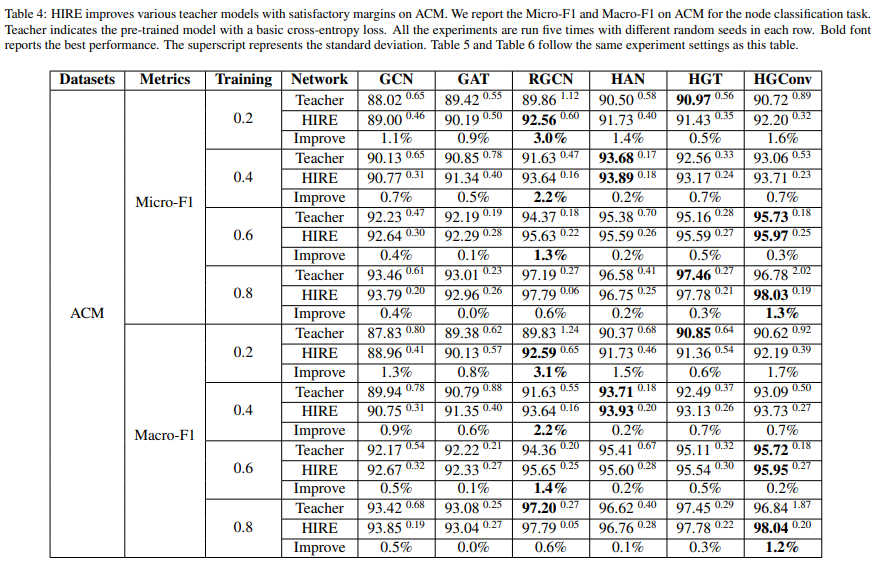 Table 4: HIRE improves various teacher models with satisfactory margins on ACM. We report the Micro-F1 and Macro-F1 on ACM for the node classification task.
Teacher indicates the pre-trained model with a basic cross-entropy loss. All the experiments are run five times with different random seeds in each row. Bold font
reports the best performance. The superscript represents the standard deviation. Table 5 and Table 6 follow the same experiment settings as this table.
Datasets Metrics Training Network GCN GAT RGCN HAN HGT HGConv
ACM
Micro-F1
0.2
Teacher 88.02 0.65 89.42 0.55 89.86 1.12 90.50 0.58 90.97 0.56 90.72 0.89
HIRE 89.00 0.46 90.19 0.50 92.56 0.60 91.73 0.40 91.43 0.35 92.20 0.32
Improve 1.1% 0.9% 3.0% 1.4% 0.5% 1.6%
0.4
Teacher 90.13 0.65 90.85 0.78 91.63 0.47 93.68 0.17 92.56 0.33 93.06 0.53
HIRE 90.77 0.31 91.34 0.40 93.64 0.16 93.89 0.18 93.17 0.24 93.71 0.23
Improve 0.7% 0.5% 2.2% 0.2% 0.7% 0.7%
0.6
Teacher 92.23 0.47 92.19 0.19 94.37 0.18 95.38 0.70 95.16 0.28 95.73 0.18
HIRE 92.64 0.30 92.29 0.28 95.63 0.22 95.59 0.26 95.59 0.27 95.97 0.25
Improve 0.4% 0.1% 1.3% 0.2% 0.5% 0.3%
0.8
Teacher 93.46 0.61 93.01 0.23 97.19 0.27 96.58 0.41 97.46 0.27 96.78 2.02
HIRE 93.79 0.20 92.96 0.26 97.79 0.06 96.75 0.25 97.78 0.21 98.03 0.19
Improve 0.4% 0.0% 0.6% 0.2% 0.3% 1.3%
Macro-F1
0.2
Teacher 87.83 0.80 89.38 0.62 89.83 1.24 90.37 0.68 90.85 0.64 90.62 0.92
HIRE 88.96 0.41 90.13 0.57 92.59 0.65 91.73 0.46 91.36 0.54 92.19 0.39
Improve 1.3% 0.8% 3.1% 1.5% 0.6% 1.7%
0.4
Teacher 89.94 0.78 90.79 0.88 91.63 0.55 93.71 0.18 92.49 0.37 93.09 0.50
HIRE 90.75 0.31 91.35 0.40 93.64 0.16 93.93 0.20 93.13 0.26 93.73 0.27
Improve 0.9% 0.6% 2.2% 0.2% 0.7% 0.7%
0.6
Teacher 92.17 0.54 92.22 0.21 94.36 0.20 95.41 0.67 95.11 0.32 95.72 0.18
HIRE 92.67 0.32 92.33 0.27 95.65 0.25 95.60 0.28 95.54 0.30 95.95 0.27
Improve 0.5% 0.1% 1.4% 0.2% 0.5% 0.2%
0.8
Teacher 93.42 0.68 93.08 0.25 97.20 0.27 96.62 0.40 97.45 0.29 96.84 1.87
HIRE 93.85 0.19 93.04 0.27 97.79 0.05 96.76 0.28 97.78 0.22 98.04 0.20
Improve 0.5% 0.0% 0.6% 0.1% 0.3% 1.2%